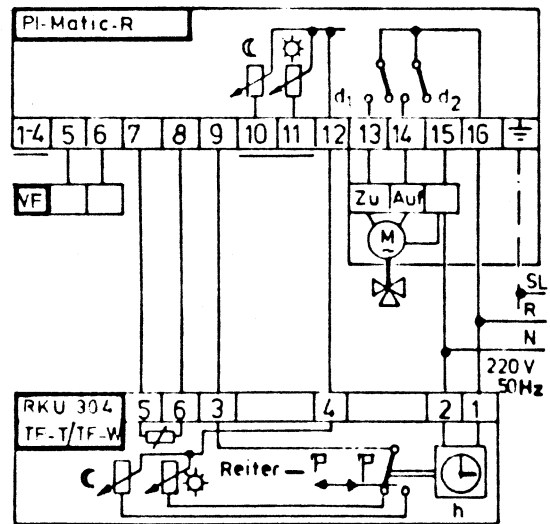 PI-Matic-R
d1 d2
1-4 5 6 7 8 9 10 11 12 13 14 15 16
VF Zu Auf
M
~
SL
R
N
220 V
50Hz
RKU 304 5 6 3 4 2 1
TF-T/TF-W
Reiter
h